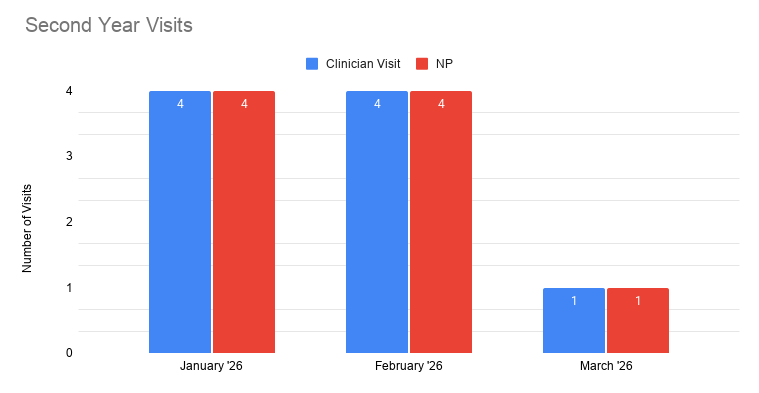 Second Year Visits
Clinician Visit NP
Number of Visits
4
3
2
1
0
4 4 4 4 1 1
January '26 February '26 March '26